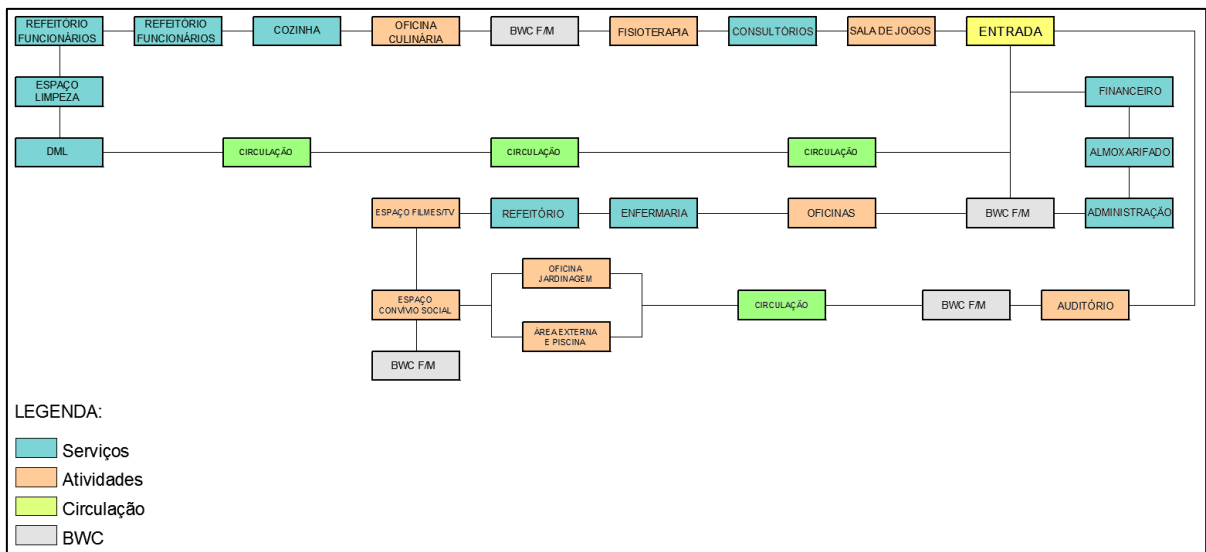 REFEITÓRIO
FUNCIONÁRIOS
REFEITÓRIO
FUNCIONÁRIOS
COZINHA
OFICINA
CULINÁRIA
BWC F/M
FISIOTERAPIA
CONSULTÓRIOS
SALA DE JOGOS
ENTRADA
ESPAÇO
LIMPEZA
FINANCEIRO
DML
CIRCULAÇÃO
CIRCULAÇÃO
CIRCULAÇÃO
ALMOXARIFADO
ESPAÇO FILMES/TV
REFEITÓRIO
ENFERMARIA
OFICINAS
BWC F/M
ADMINISTRAÇÃO
OFICINA
JARDINAGEM
ESPAÇO
CONVÍVIO SOCIAL
CIRCULAÇÃO
BWC F/M
AUDITÓRIO
ÁREA EXTERNA
E PISCINA
BWC F/M
LEGENDA:
Serviços
Atividades
Circulação
BWC